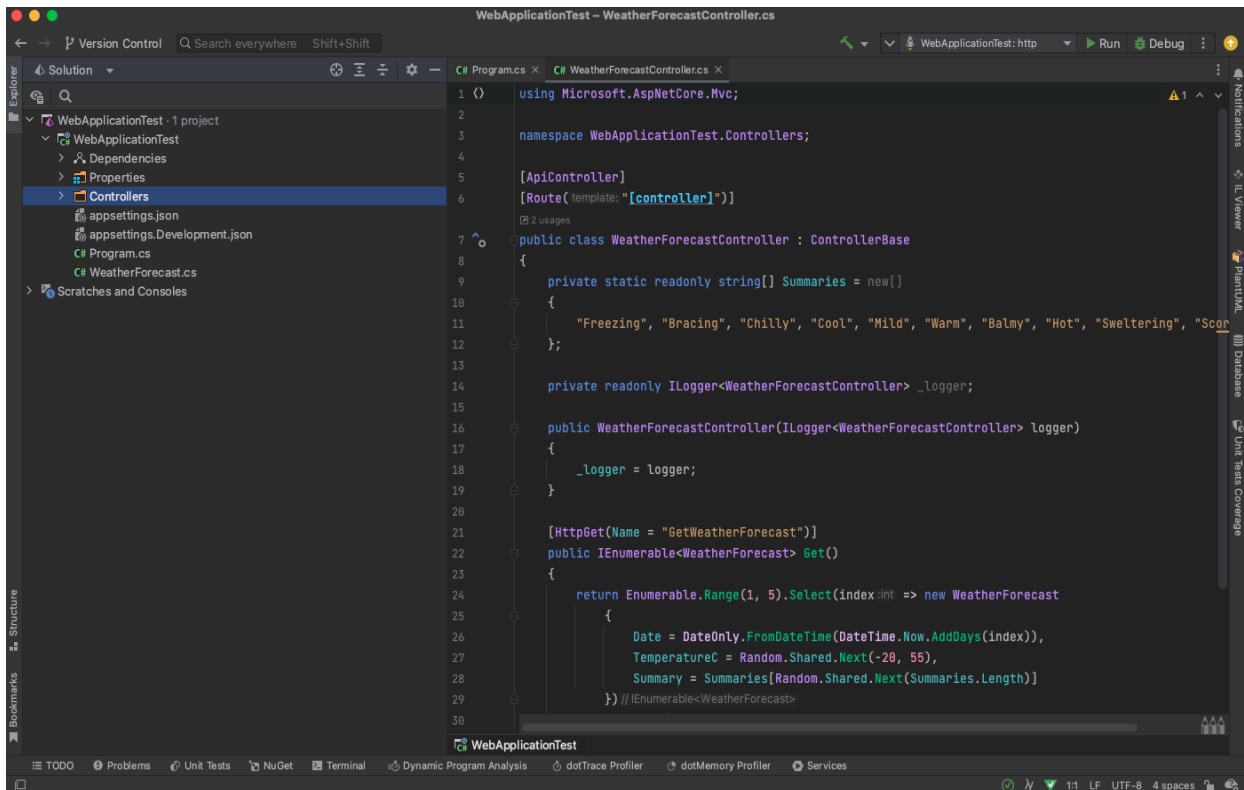 WebApplicationTest – WeatherForecastController.cs
Version Control Search everywhere Shift+Shift WebApplicationTest: http Run Debug
Explorer
Solution
WebApplicationTest · 1 project
WebApplicationTest
Dependencies
Properties
Controllers
appsettings.json
appsettings.Development.json
C# Program.cs
C# WeatherForecast.cs
Scratches and Consoles
Structure
Bookmarks
C# Program.cs × C# WeatherForecastController.cs ×
1 using Microsoft.AspNetCore.Mvc; 1
2
3 namespace WebApplicationTest.Controllers;
4
5 [ApiController]
6 [Route( template: "[controller]")]
2 usages
7 public class WeatherForecastController : ControllerBase
8 {
9 private static readonly string[] Summaries = new[]
10 {
11 "Freezing", "Bracing", "Chilly", "Cool", "Mild", "Warm", "Balmy", "Hot", "Sweltering", "Scor
12 };
13
14 private readonly ILogger<WeatherForecastController> _logger;
15
16 public WeatherForecastController(ILogger<WeatherForecastController> logger)
17 {
18 _logger = logger;
19 }
20
21 [HttpGet(Name = "GetWeatherForecast")]
22 public IEnumerable<WeatherForecast> Get()
23 {
24 return Enumerable.Range(1, 5).Select(index :int => new WeatherForecast
25 {
26 Date = DateOnly.FromDateTime(DateTime.Now.AddDays(index)),
27 TemperatureC = Random.Shared.Next(-20, 55),
28 Summary = Summaries[Random.Shared.Next(Summaries.Length)]
29 }) // IEnumerable<WeatherForecast>
30
Notifications
IL Viewer
PlantUML
Database
Unit Tests Coverage
C# WebApplicationTest
TODO Problems Unit Tests NuGet Terminal Dynamic Program Analysis dotTrace Profiler dotMemory Profiler Services
1:1 LF UTF-8 4 spaces